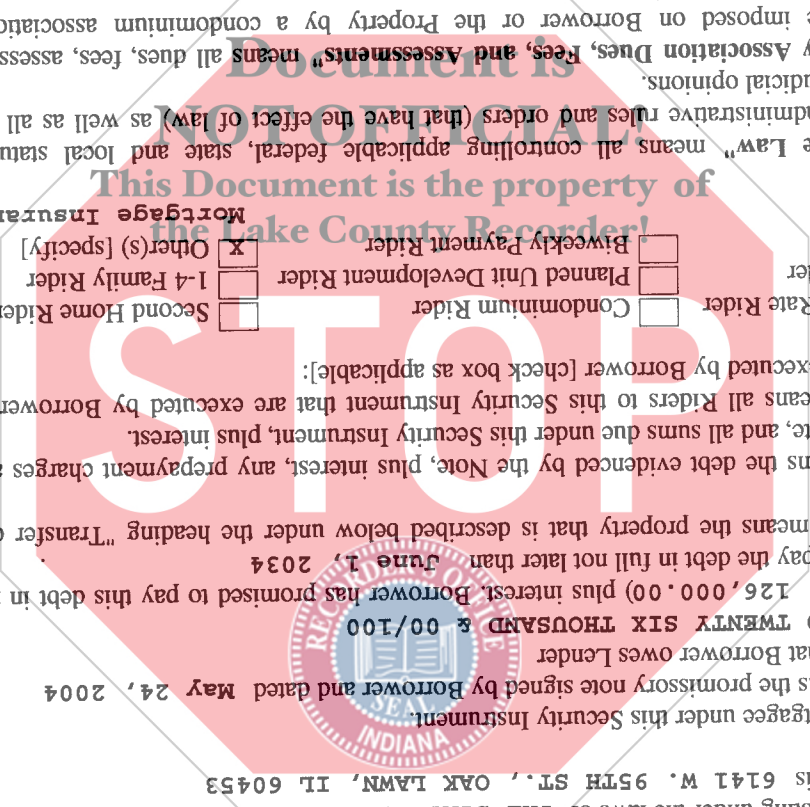 is 6141 W. 95TH ST., OAK LAWN, IL 60453
tgagee under this Security Instrument.
s the promissory note signed by Borrower and dated May 24, 2004
hat Borrower owes Lender
TWENTY SIX THOUSAND & 00/100
126,000.00) plus interest. Borrower has promised to pay this debt in
pay the debt in full not later than June 1, 2034 .
means the property that is described below under the heading "Transfer
ns the debt evidenced by the Note, plus interest, any prepayment charges a
te, and all sums due under this Security Instrument, plus interest.
eans all Riders to this Security Instrument that are executed by Borrower
executed by Borrower [check box as applicable]:
Rate Rider Condominium Rider Second Home Rider
der Planned Unit Development Rider 1-4 Family Rider
Biweekly Payment Rider X Other(s) [specify]
Mortgage Insuran
e Law" means all controlling applicable federal, state and local statu
dministrative rules and orders (that have the effect of law) as well as all
udicial opinions.
y Association Dues, Fees, and Assessments" means all dues, fees, assess
e imposed on Borrower or the Property by a condominium associatio
Document is
NOT OFFICIAL!
This Document is the property of
the Lake County Recorder!
STOP
RECORDER'S OFFICE
SEAL
INDIANA